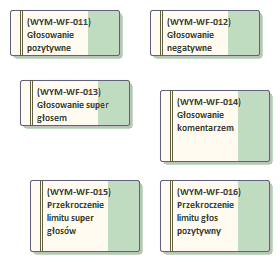 (WYM-WF-011)
Głosowanie
pozytywne
(WYM-WF-012)
Głosowanie
negatywne
(WYM-WF-013)
Głosowanie super
głosem
(WYM-WF-014)
Głosowanie
komentarzem
(WYM-WF-015)
Przekroczenie
limitu super
głosów
(WYM-WF-016)
Przekroczenie
limitu głos
pozytywny